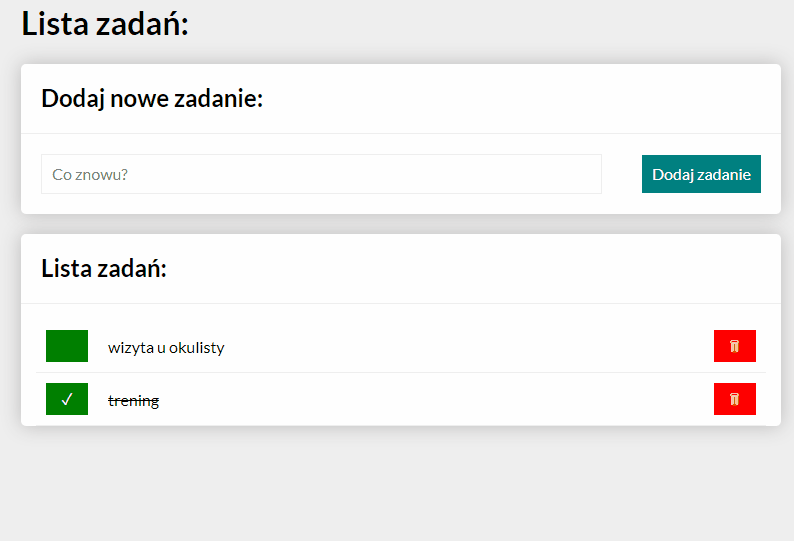 Lista zadań:
Dodaj nowe zadanie:
Co znowu?
Dodaj zadanie
Lista zadań:
wizyta u okulisty
✓ trening